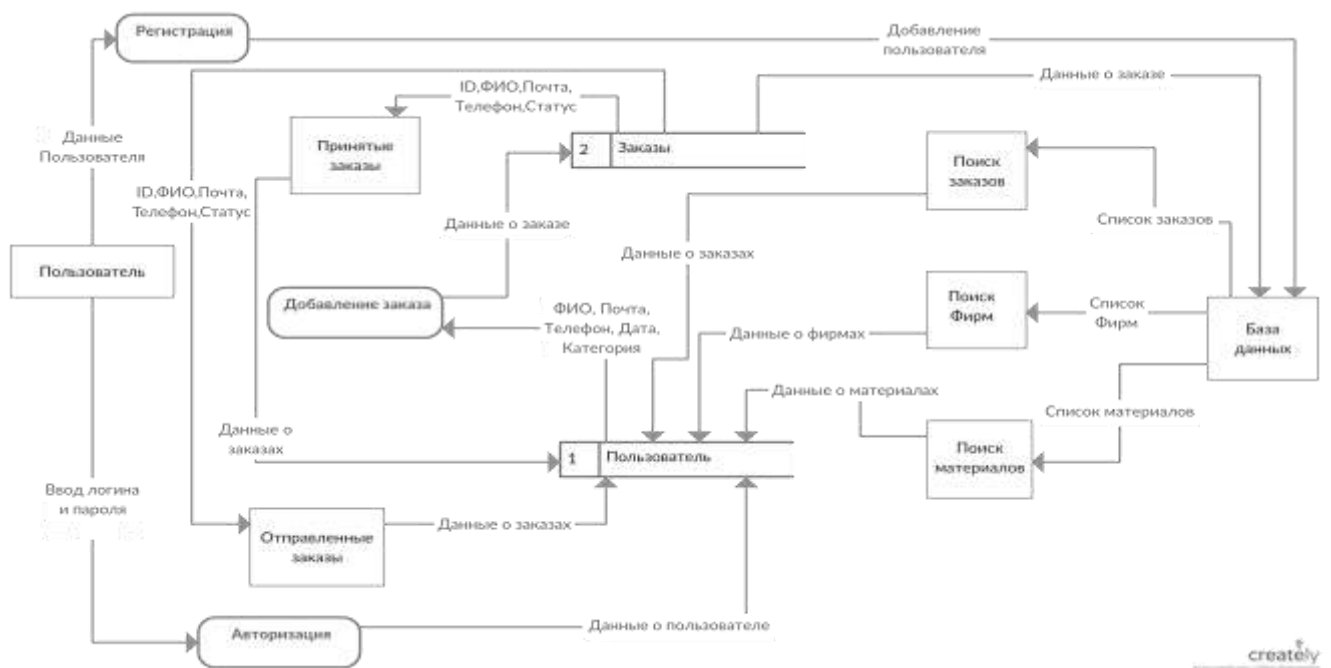 Регистрация
Добавление
пользователя
Данные о заказе
ID,ФИО,Почта,
Телефон,Статус
Данные
Пользователя
Принятые
заказы
2
Заказы
Поиск
заказов
ID,ФИО,Почта,
Телефон,Статус
Данные о заказе
Список заказов
Данные о заказах
Пользователь
Добавление заказа
ФИО, Почта,
Телефон, Дата,
Категория
Данные о фирмах
Поиск
Фирм
Список
Фирм
База
данных
Данные о материалах
Список материалов
Данные о
заказах
1
Пользователь
Поиск
материалов
Ввод логина
и пароля
Отправленные
заказы
Данные о заказах
Авторизация
Данные о пользователе
creately